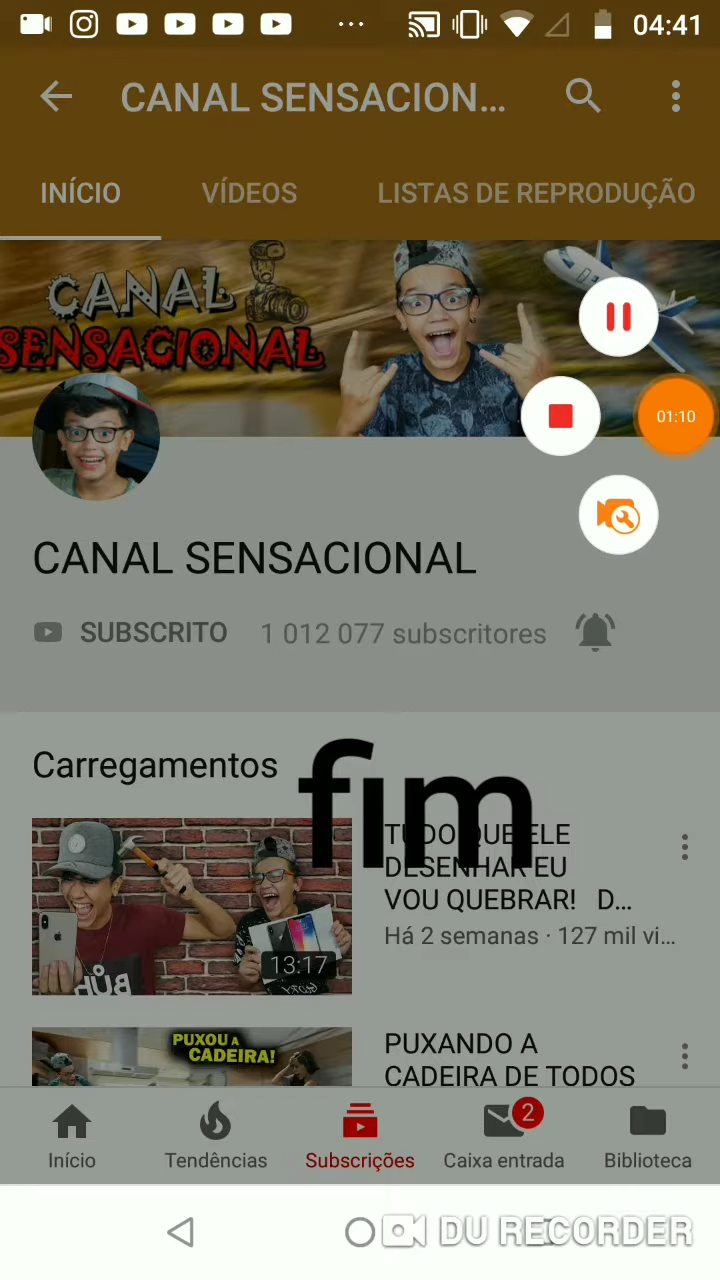 04:41
CANAL SENSACION...
INÍCIO
VÍDEOS
LISTAS DE REPRODUÇÃO
CANAL
SENSACIONAL
01:10
CANAL SENSACIONAL
SUBSCRITO
1 012 077 subscritores
Carregamentos
fim
TUDO QUE ELE
DESENHAR EU
VOU QUEBRAR! D...
Há 2 semanas · 127 mil vi...
13:17
PUXOU A
CADEIRA!
PUXANDO A
CADEIRA DE TODOS
2
Início
Tendências
Subscrições
Caixa entrada
Biblioteca
DU RECORDER